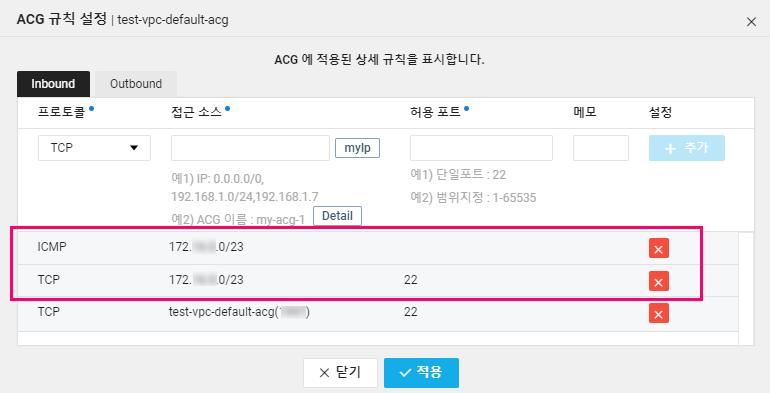 ACG 규칙 설정 | test-vpc-default-acg
ACG 에 적용된 상세 규칙을 표시합니다.
Inbound Outbound
프로토콜 접근 소스 허용 포트 메모 설정
TCP myIp + 추가
예1) IP: 0.0.0.0/0, 192.168.1.0/24,192.168.1.7
예2) ACG 이름 : my-acg-1 Detail
예1) 단일포트 : 22
예2) 범위지정 : 1-65535
ICMP 172. .0/23
TCP 172. .0/23 22
TCP test-vpc-default-acg( ) 22
닫기 적용